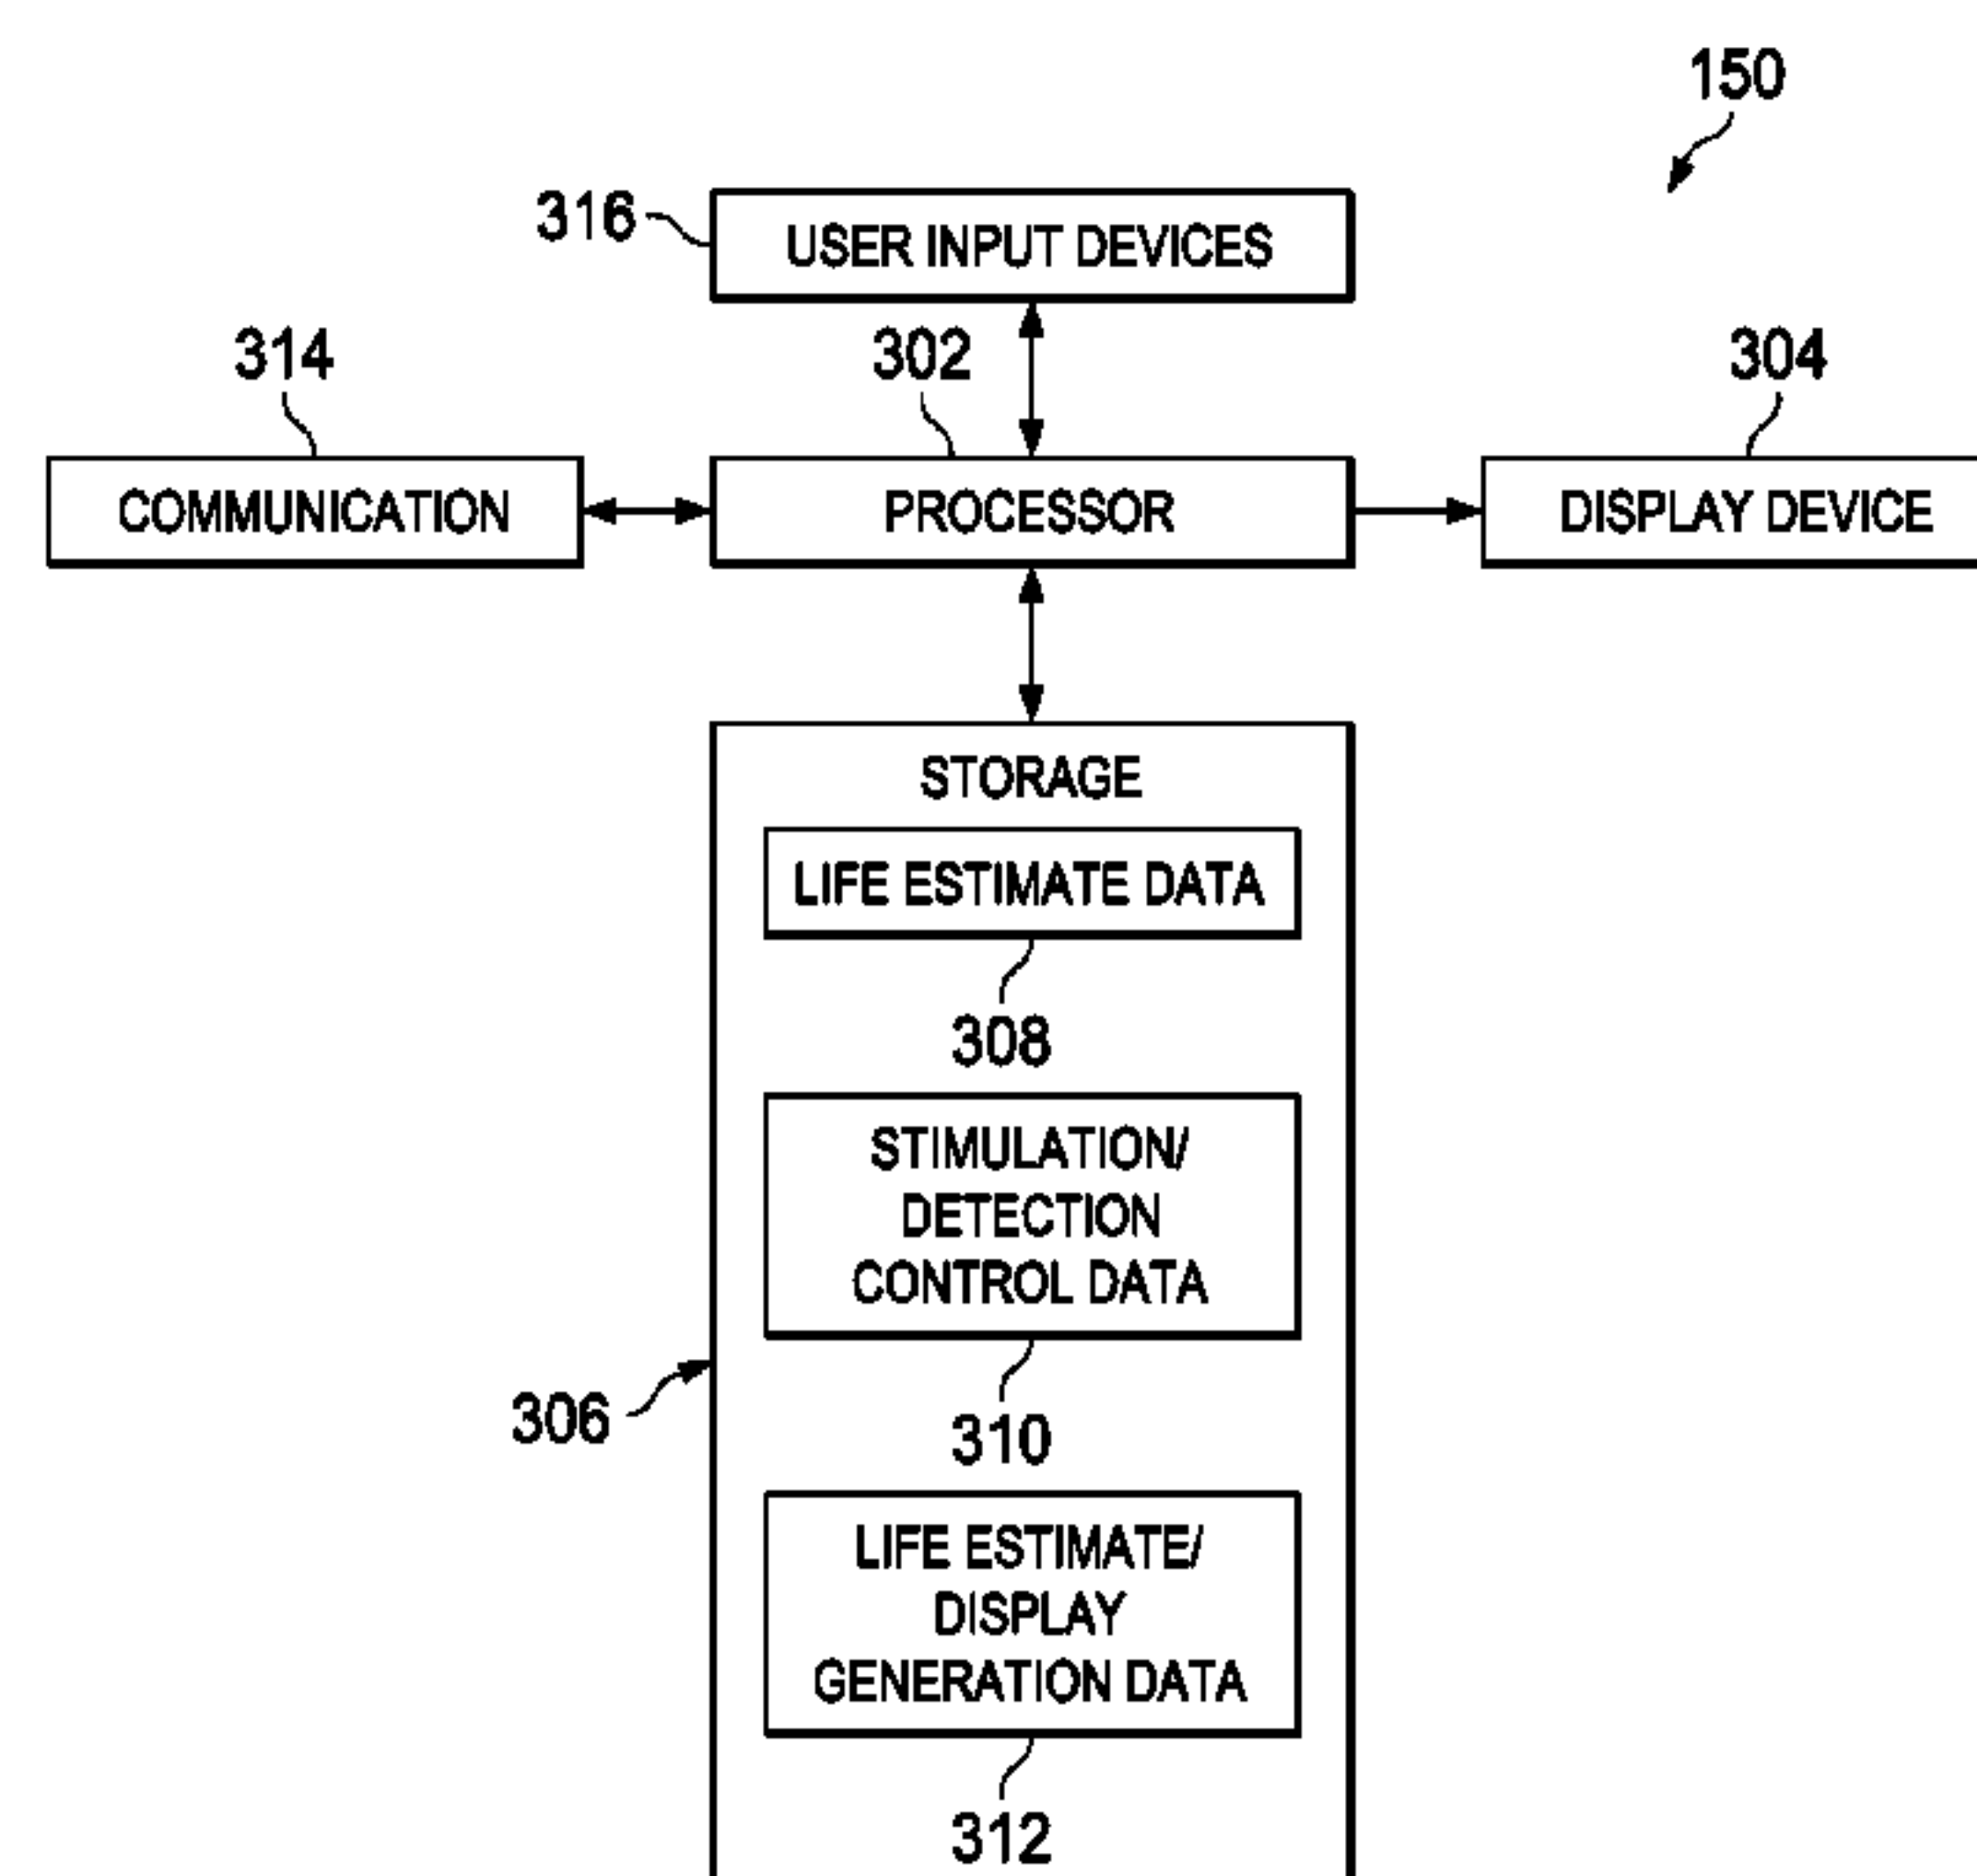 150
316
USER INPUT DEVICES
314
302
304
COMMUNICATION
PROCESSOR
DISPLAY DEVICE
STORAGE
LIFE ESTIMATE DATA
308
STIMULATION/
DETECTION
CONTROL DATA
306
310
LIFE ESTIMATE/
DISPLAY
GENERATION DATA
312